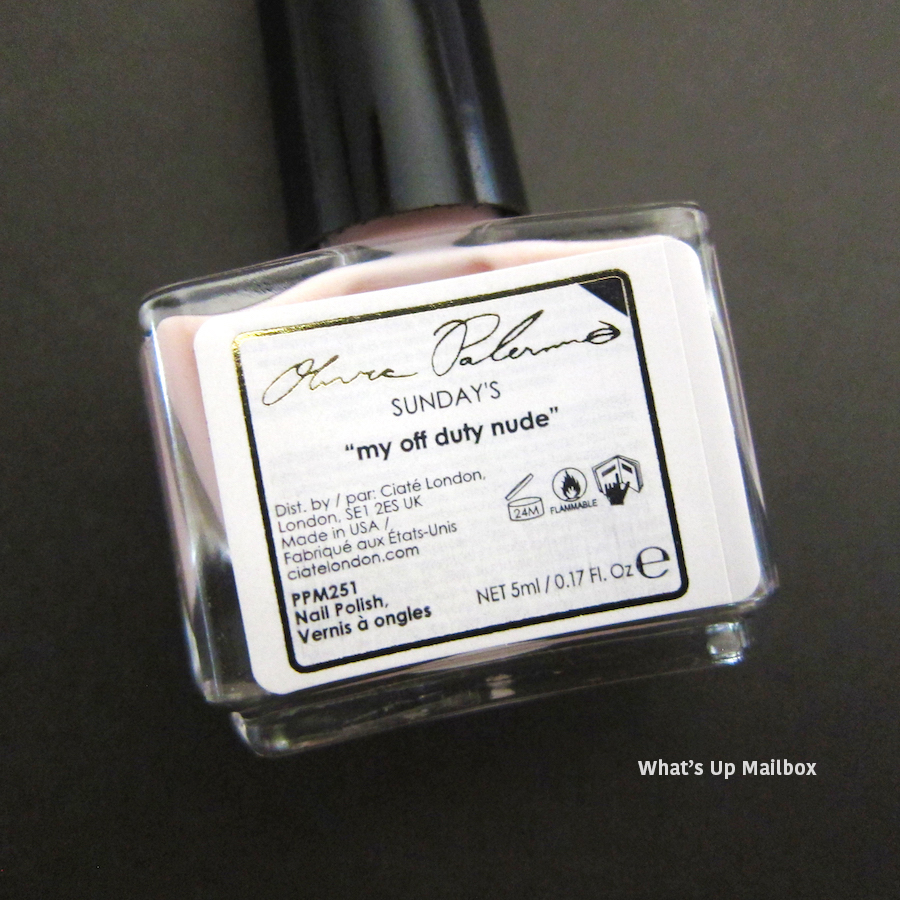 Olivia Palermo
SUNDAY'S
“my off duty nude”
Dist. by / par: Ciaté London,
London, SE1 2ES UK
Made in USA /
Fabriqué aux États-Unis
ciatelondon.com
24M
FLAMMABLE
PPM251
Nail Polish,
Vernis à ongles
NET 5ml / 0.17 Fl. Oz ℮
What's Up Mailbox